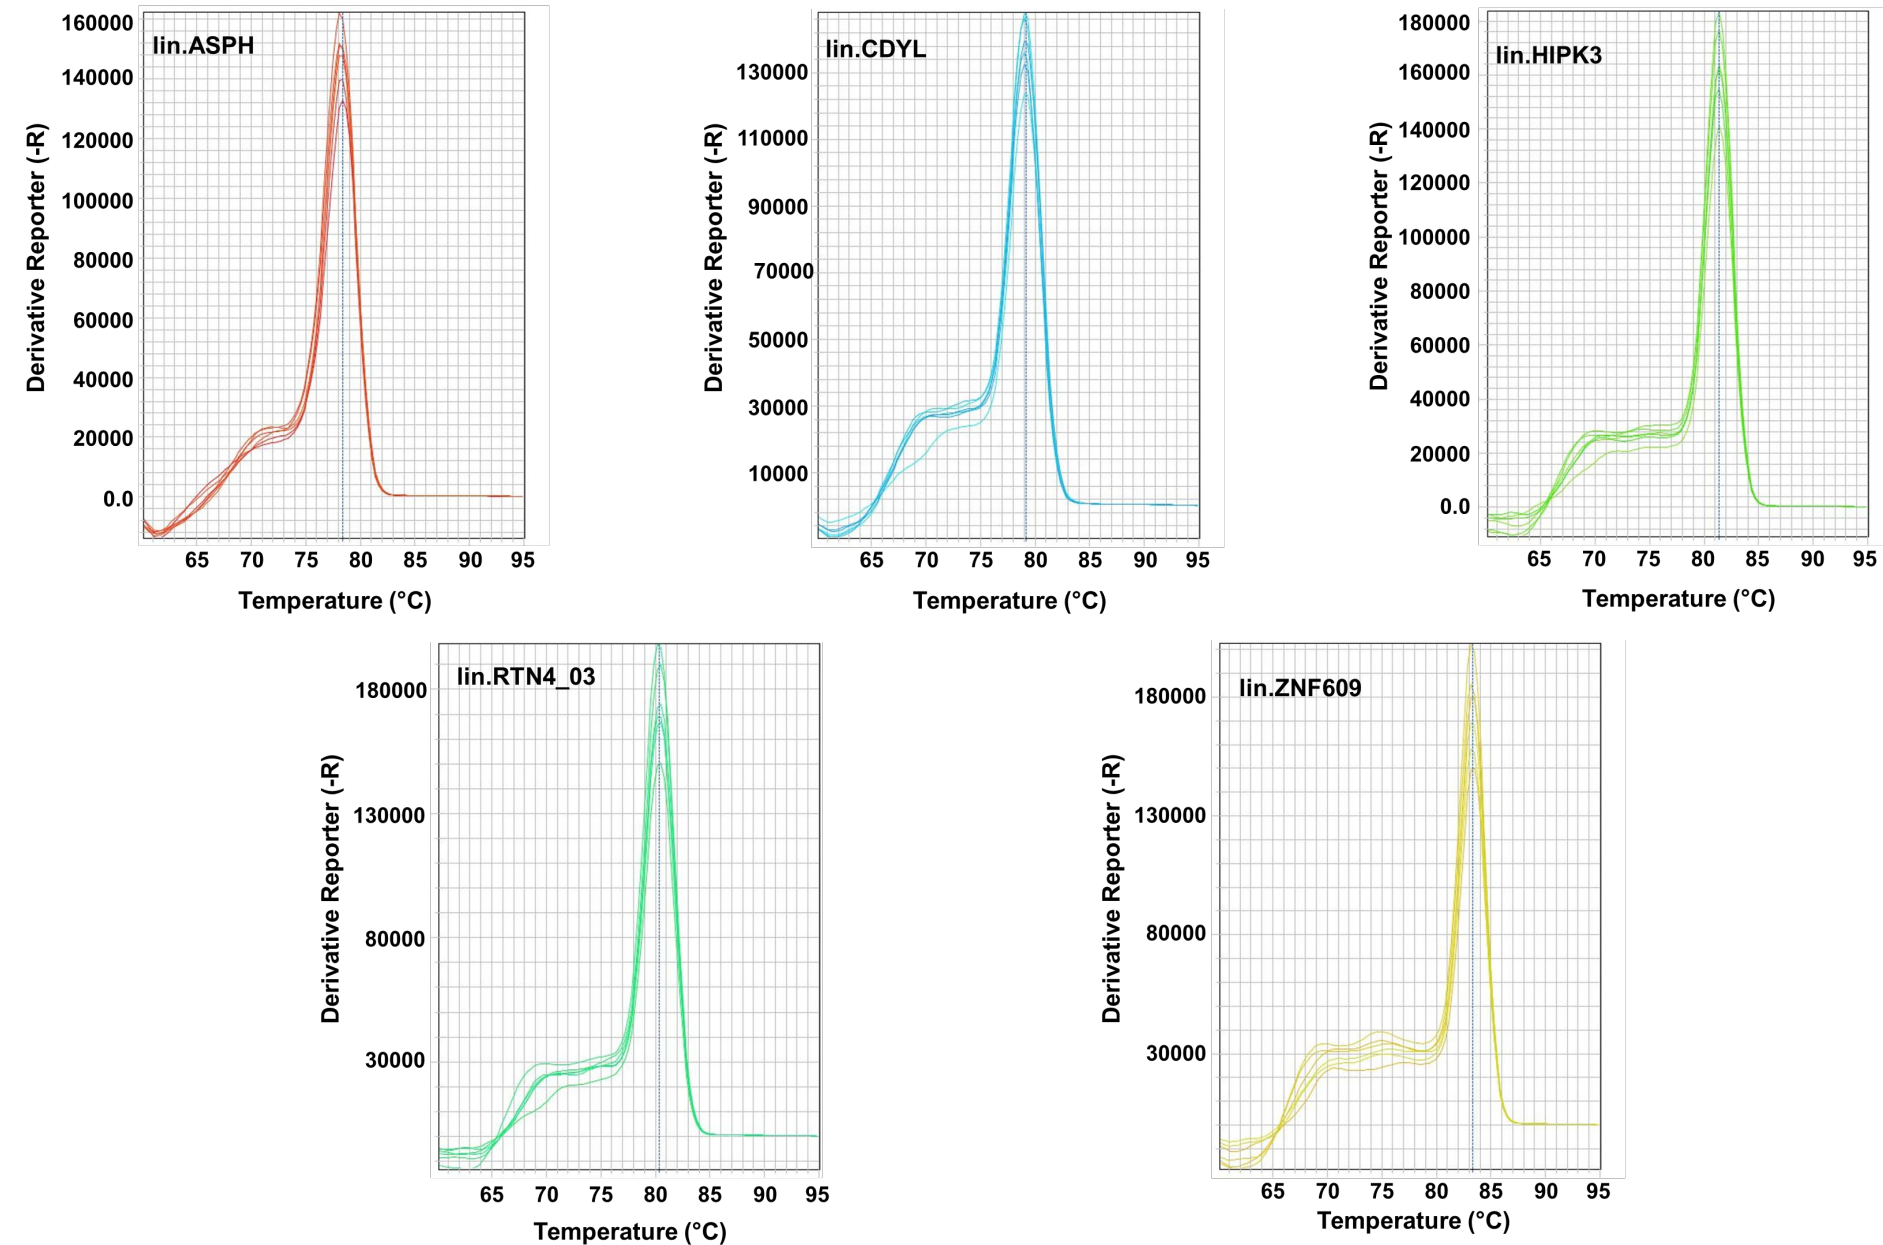 lin.ASPH
160000
140000
120000
100000
80000
60000
40000
20000
0.0
Derivative Reporter (-R)
65 70 75 80 85 90 95
Temperature (°C)
lin.CDYL
130000
110000
90000
70000
50000
30000
10000
Derivative Reporter (-R)
65 70 75 80 85 90 95
Temperature (°C)
lin.HIPK3
180000
160000
140000
120000
100000
80000
60000
40000
20000
0.0
Derivative Reporter (-R)
65 70 75 80 85 90 95
Temperature (°C)
lin.RTN4_03
180000
130000
80000
30000
Derivative Reporter (-R)
65 70 75 80 85 90 95
Temperature (°C)
lin.ZNF609
180000
130000
80000
30000
Derivative Reporter (-R)
65 70 75 80 85 90 95
Temperature (°C)